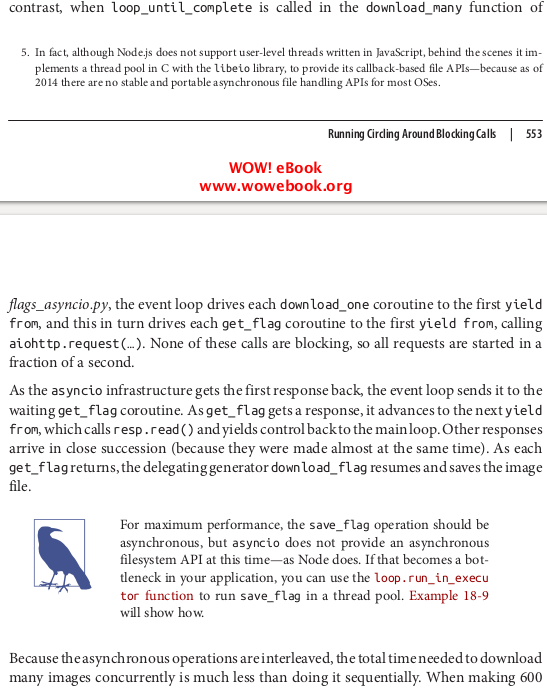 contrast, when loop_until_complete is called in the download_many function of
5. In fact, although Node.js does not support user-level threads written in JavaScript, behind the scenes it im-
plements a thread pool in C with the libeio library, to provide its callback-based file APIs—because as of
2014 there are no stable and portable asynchronous file handling APIs for most OSes.
Running Circling Around Blocking Calls | 553
WOW! eBook
www.wowebook.org
flags_asyncio.py, the event loop drives each download_one coroutine to the first yield
from, and this in turn drives each get_flag coroutine to the first yield from, calling
aiohttp.request(…). None of these calls are blocking, so all requests are started in a
fraction of a second.
As the asyncio infrastructure gets the first response back, the event loop sends it to the
waiting get_flag coroutine. As get_flag gets a response, it advances to the next yield
from, which calls resp.read() and yields control back to the main loop. Other responses
arrive in close succession (because they were made almost at the same time). As each
get_flag returns, the delegating generator download_flag resumes and saves the image
file.
For maximum performance, the save_flag operation should be
asynchronous, but asyncio does not provide an asynchronous
filesystem API at this time—as Node does. If that becomes a bot-
tleneck in your application, you can use the loop.run_in_execu
tor function to run save_flag in a thread pool. Example 18-9
will show how.
Because the asynchronous operations are interleaved, the total time needed to download
many images concurrently is much less than doing it sequentially. When making 600